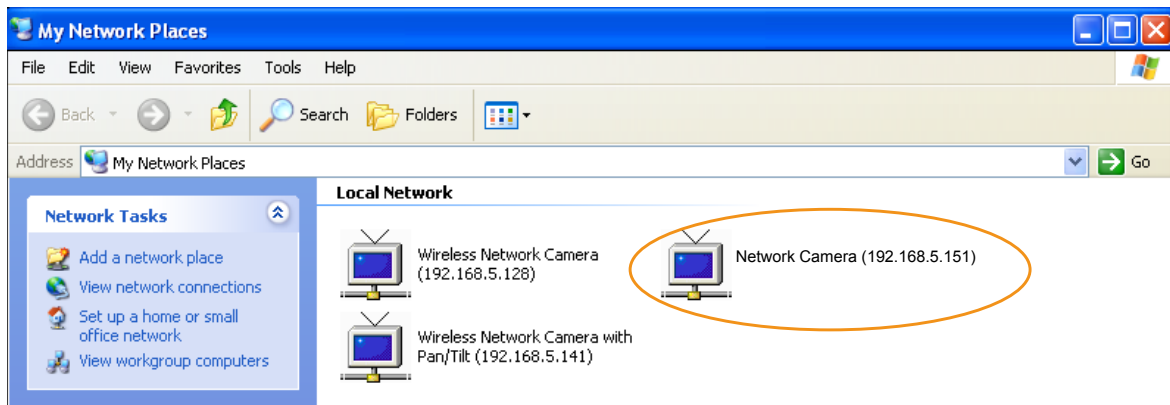 My Network Places
File Edit View Favorites Tools Help
Back Search Folders
Address My Network Places Go
Network Tasks
Add a network place
View network connections
Set up a home or small
office network
View workgroup computers
Local Network
Wireless Network Camera
(192.168.5.128)
Network Camera (192.168.5.151)
Wireless Network Camera with
Pan/Tilt (192.168.5.141)